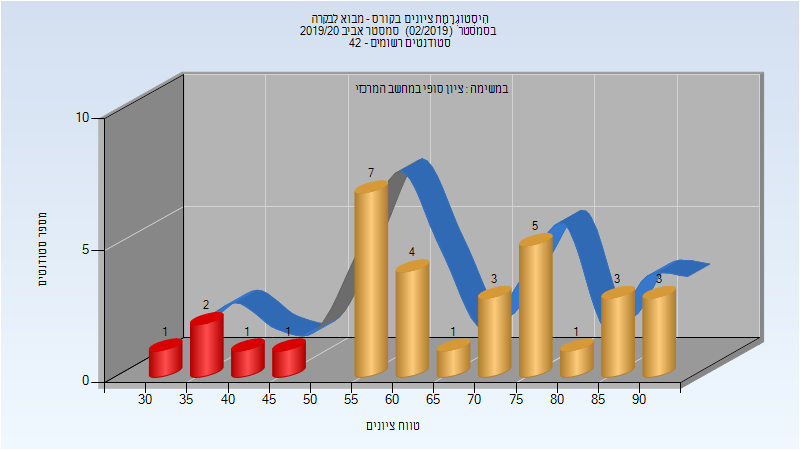 היסטוגרמת ציונים בקורס - מבוא לבקרה
בסמסטר (02/2019) סמסטר אביב 2019/20
סטודנטים רשומים - 42
במשימה : ציון סופי במחשב המרכזי
10
5
0
מספר סטודנטים
1
2
1
1
7
4
1
3
5
1
3
3
30 35 40 45 50 55 60 65 70 75 80 85 90
טווח ציונים